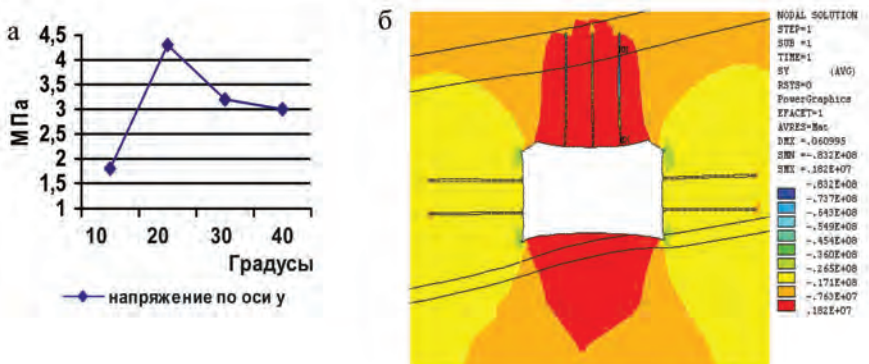 а
4,5
4
3,5
3
2,5
2
1,5
1
МПа
10 20 30 40
Градусы
напряжение по оси y
б
NODAL SOLUTION
STEP=1
SUB =1
TIME=1
SY (AVG)
RSYS=0
PowerGraphics
EFACET=1
AVRES=Mat
DMX =.060995
SMN =-.832E+08
SMX =.182E+07
-.832E+08
-.737E+08
-.643E+08
-.549E+08
-.454E+08
-.360E+08
-.265E+08
-.171E+08
-.763E+07
.182E+07